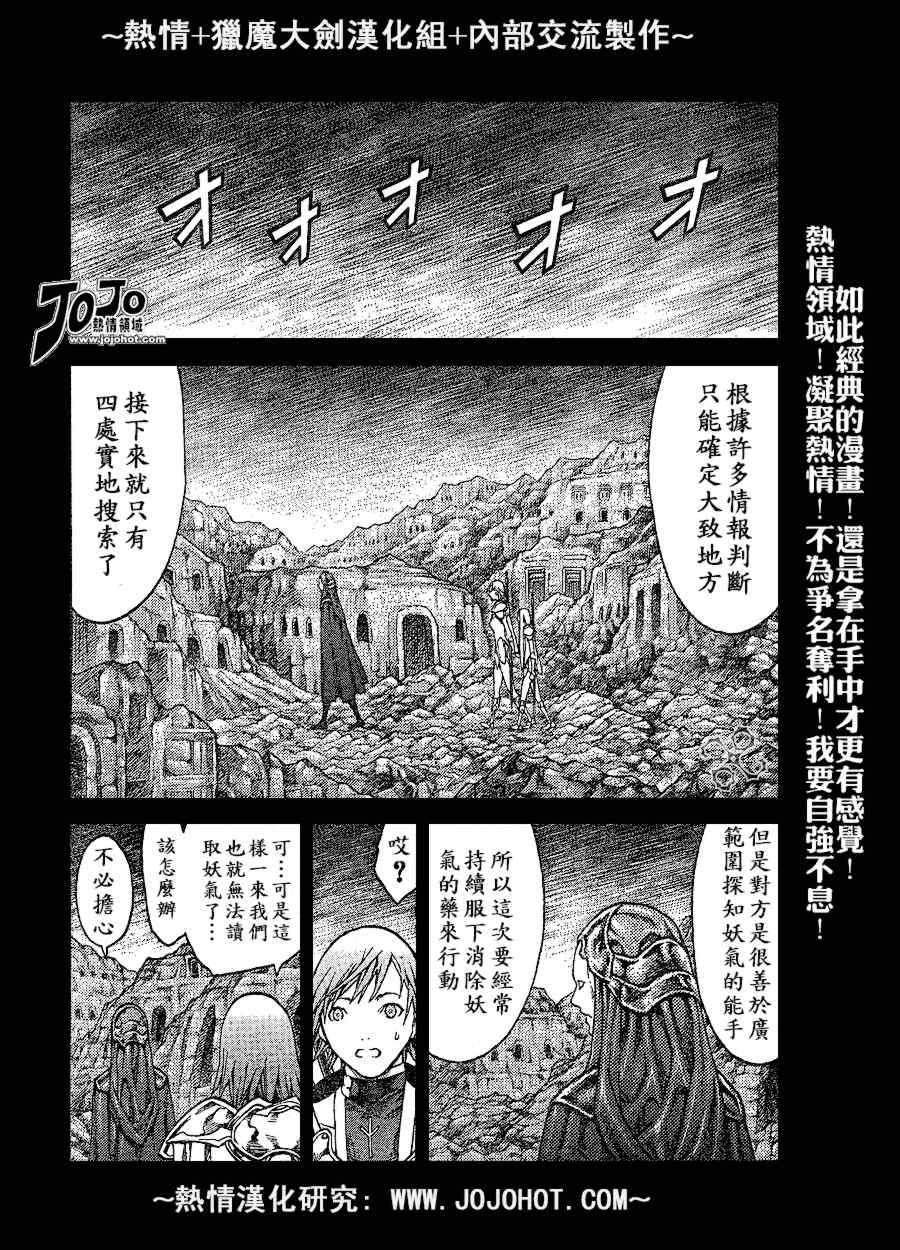 ~熱情+獵魔大劍漢化組+內部交流製作~
オ
オ
オ
オ
オ
JOJO
熱情領域
www.jojohot.com
如此經典的漫畫！還是拿在手中才更有感覺！
熱情領域！凝聚熱情！不為爭名奪利！我要自強不息！
根據許多情報判斷
只能確定大致地方
接下來就只有
四處實地搜索了
但是對方是很善於廣
範圍探知妖氣的能手
所以這次要經常
持續服下消除妖
氣的藥來行動
哎？
可…可是這
樣一來我們
也就無法讀
取妖氣了…
該怎麼辦
不必擔心
~熱情漢化研究: WWW.JOJOHOT.COM~